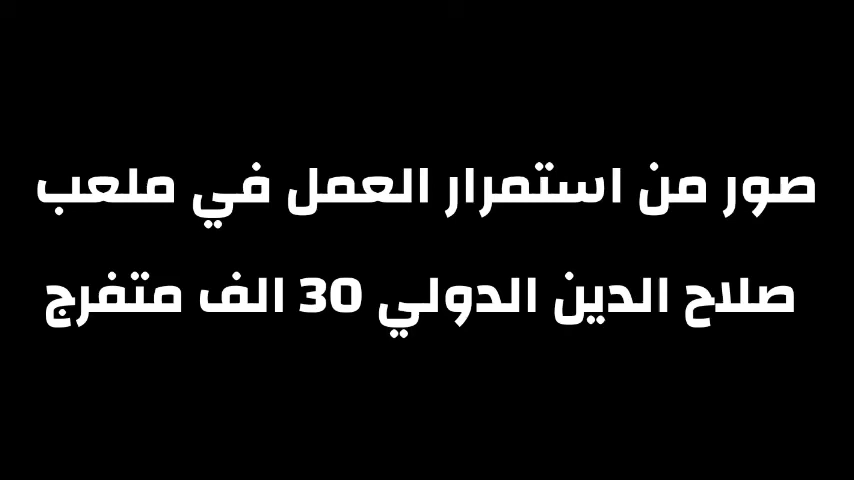 صور من استمرار العمل في ملعب
صلاح الدين الدولي 30 الف متفرج